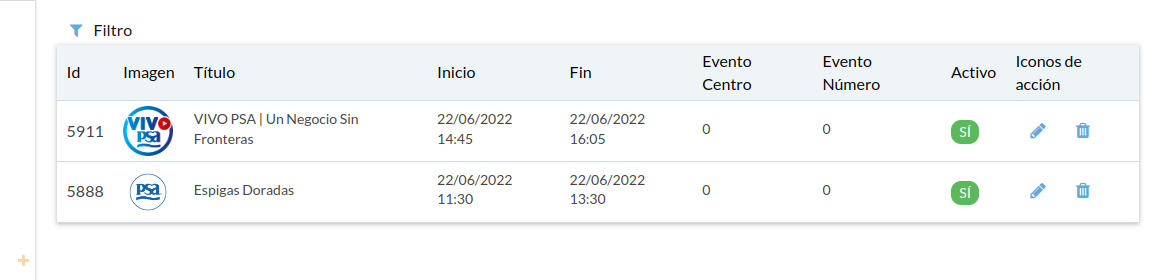 Filtro
Id Imagen Título Inicio Fin Evento Centro Evento Número Activo Iconos de acción
5911 VIVO psa VIVO PSA | Un Negocio Sin Fronteras 22/06/2022 14:45 22/06/2022 16:05 0 0 SÍ
5888 psa Espigas Doradas 22/06/2022 11:30 22/06/2022 13:30 0 0 SÍ